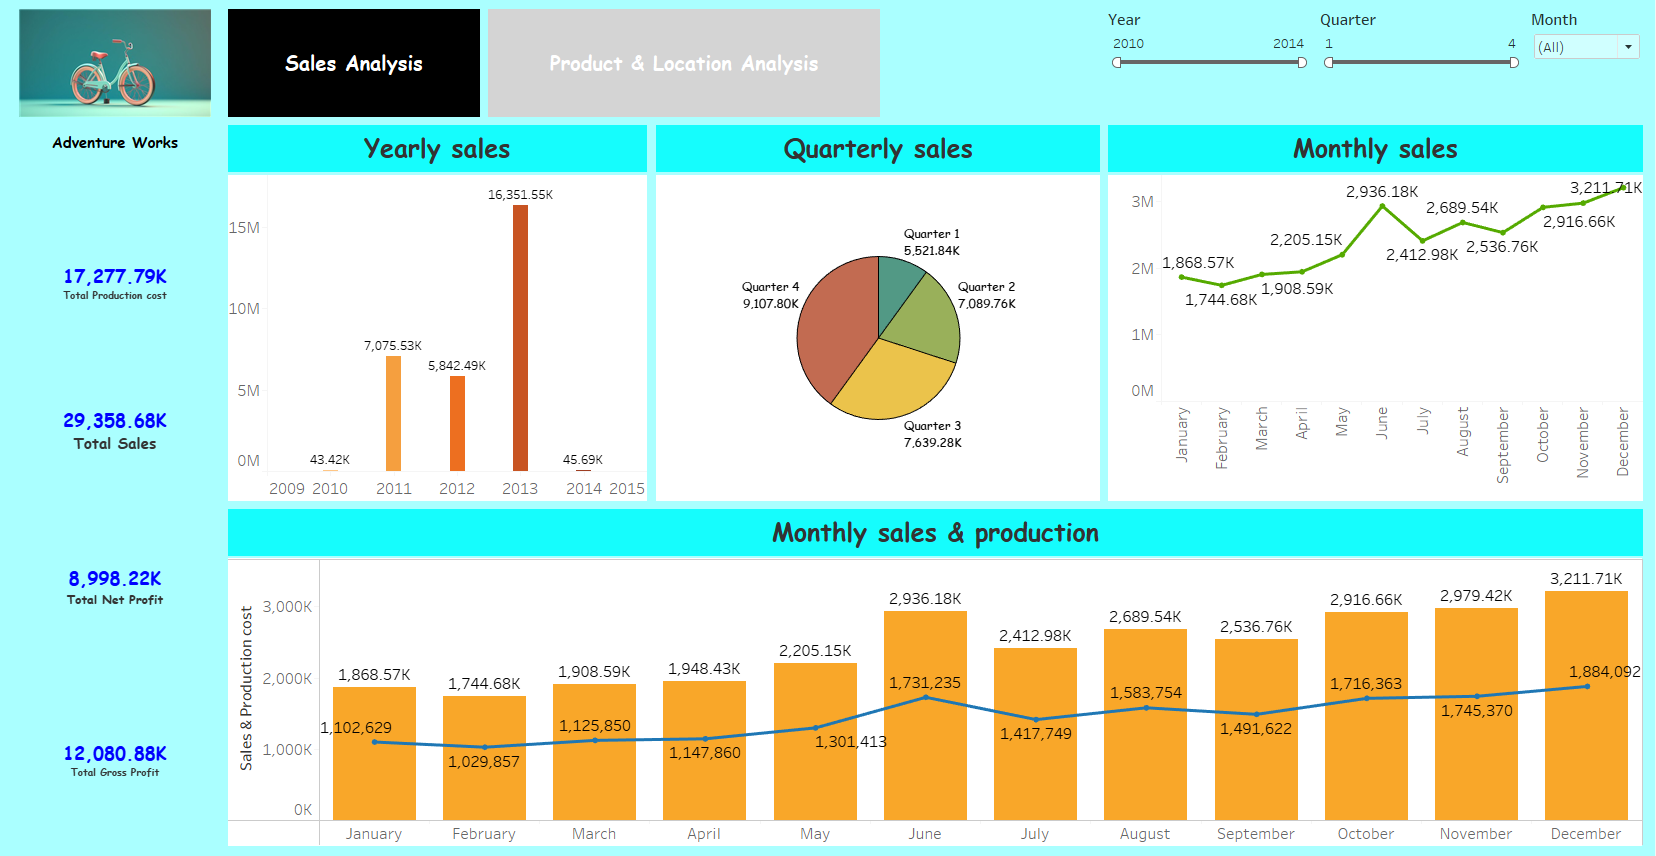 Sales Analysis
Product & Location Analysis
Year
2010
2014
Quarter
1
4
Month
(All)
Adventure Works
17,277.79K
Total Production cost
29,358.68K
Total Sales
8,998.22K
Total Net Profit
12,080.88K
Total Gross Profit
Yearly sales
16,351.55K
15M
10M
7,075.53K
5,842.49K
5M
43.42K
45.69K
0M
2009 2010 2011 2012 2013 2014 2015
Quarterly sales
Quarter 1
5,521.84K
Quarter 4
9,107.80K
Quarter 2
7,089.76K
Quarter 3
7,639.28K
Monthly sales
3M
2M
1M
0M
1,868.57K
1,744.68K
1,908.59K
2,205.15K
2,936.18K
2,412.98K
2,689.54K
2,536.76K
2,916.66K
3,211.71K
January
February
March
April
May
June
July
August
September
October
November
December
Monthly sales & production
Sales & Production cost
3,000K
2,000K
1,000K
0K
1,868.57K
1,744.68K
1,908.59K
1,948.43K
2,205.15K
2,936.18K
2,412.98K
2,689.54K
2,536.76K
2,916.66K
2,979.42K
3,211.71K
1,102,629
1,029,857
1,125,850
1,147,860
1,301,413
1,731,235
1,417,749
1,583,754
1,491,622
1,716,363
1,745,370
1,884,092
January February March April May June July August September October November December